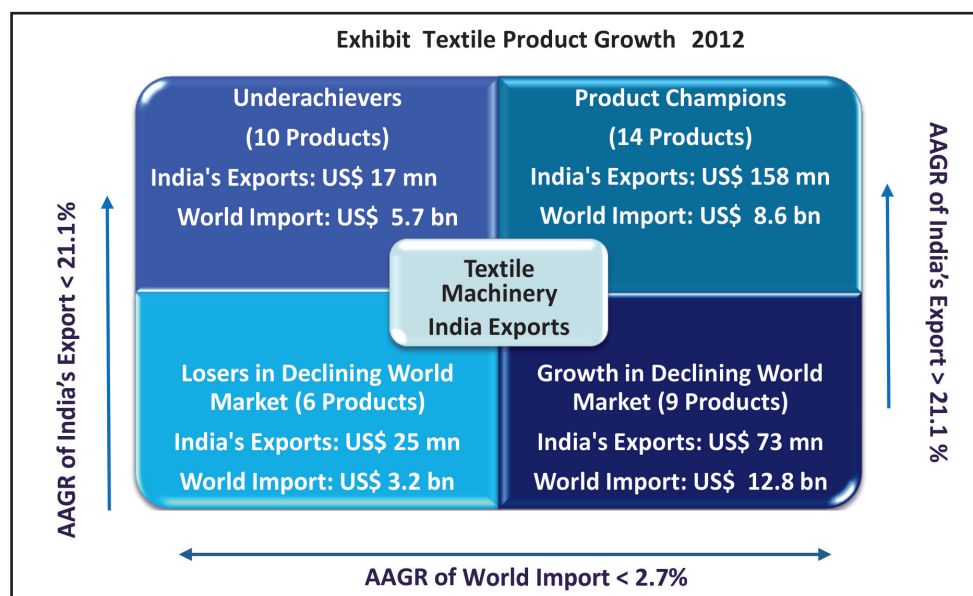 Exhibit Textile Product Growth 2012
Underachievers
(10 Products)
India's Exports: US$ 17 mn
World Import: US$ 5.7 bn
Product Champions
(14 Products)
India's Exports: US$ 158 mn
World Import: US$ 8.6 bn
Textile
Machinery
India Exports
Losers in Declining World
Market (6 Products)
India's Exports: US$ 25 mn
World Import: US$ 3.2 bn
Growth in Declining World
Market (9 Products)
India's Exports: US$ 73 mn
World Import: US$ 12.8 bn
AAGR of India’s Export < 21.1%
AAGR of India’s Export > 21.1 %
AAGR of World Import < 2.7%